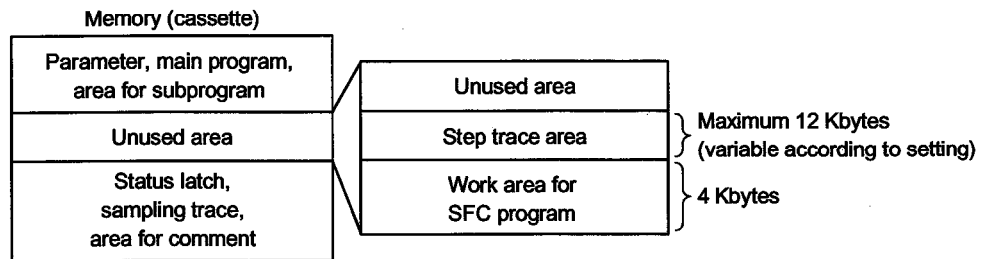 Memory (cassette)
Parameter, main program,
area for subprogram
Unused area
Status latch,
sampling trace,
area for comment
Unused area
Step trace area
Work area for
SFC program
Maximum 12 Kbytes
(variable according to setting)
4 Kbytes